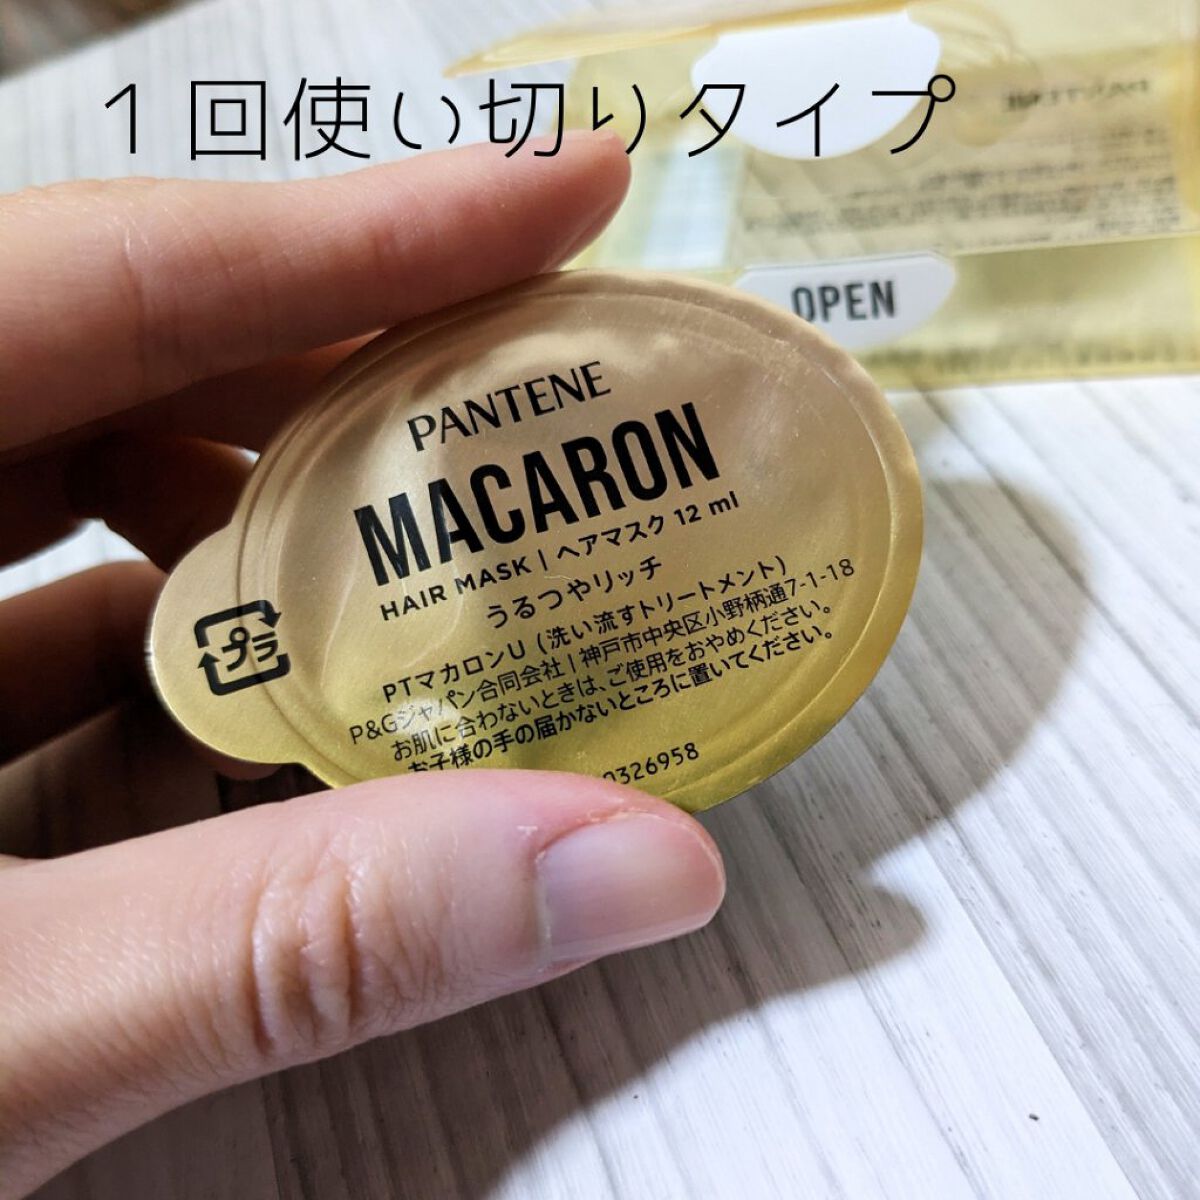 1回使い切りタイプ
OPEN
PANTENE
MACARON
HAIR MASK | ヘアマスク 12 ml
うるつやリッチ
プラ
PTマカロンU (洗い流すトリートメント)
P&Gジャパン合同会社 | 神戸市中央区小野柄通7-1-18
お肌に合わないときは、ご使用をおやめください。
お子様の手の届かないところに置いてください。
0326958